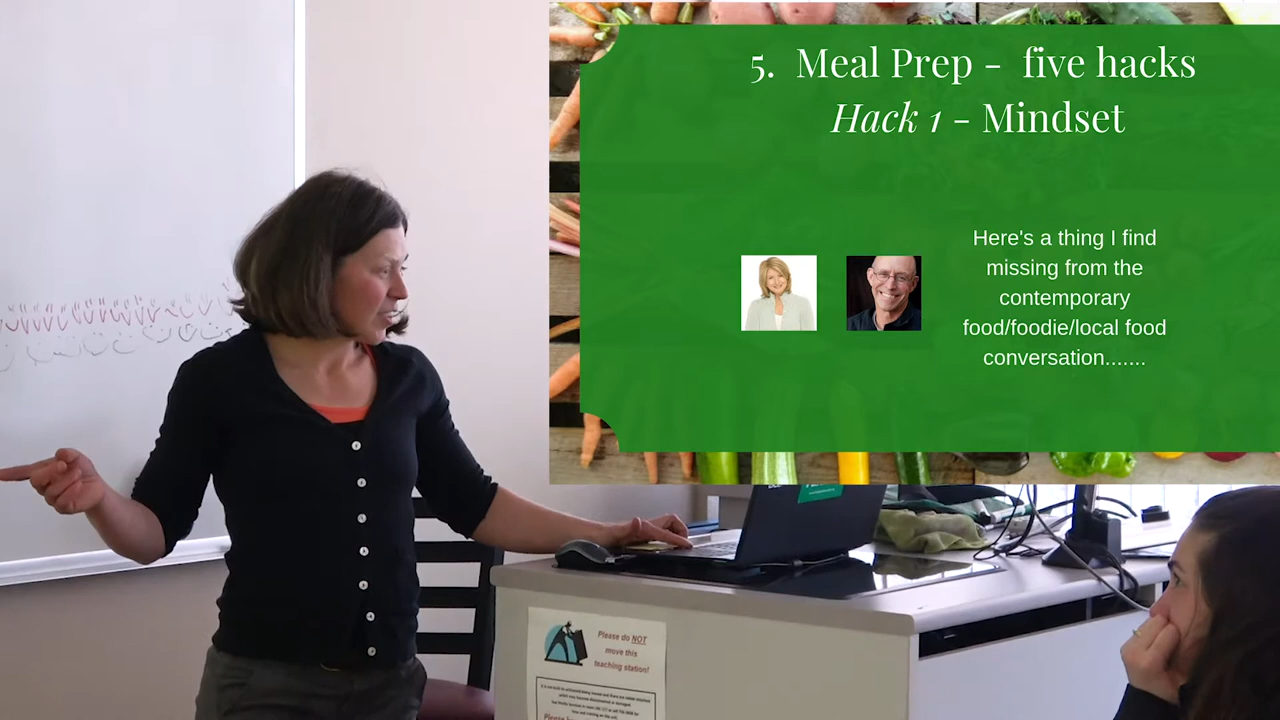 5. Meal Prep - five hacks
Hack 1 - Mindset
Here's a thing I find
missing from the
contemporary
food/foodie/local food
conversation.......
Please do NOT
move this
teaching station!